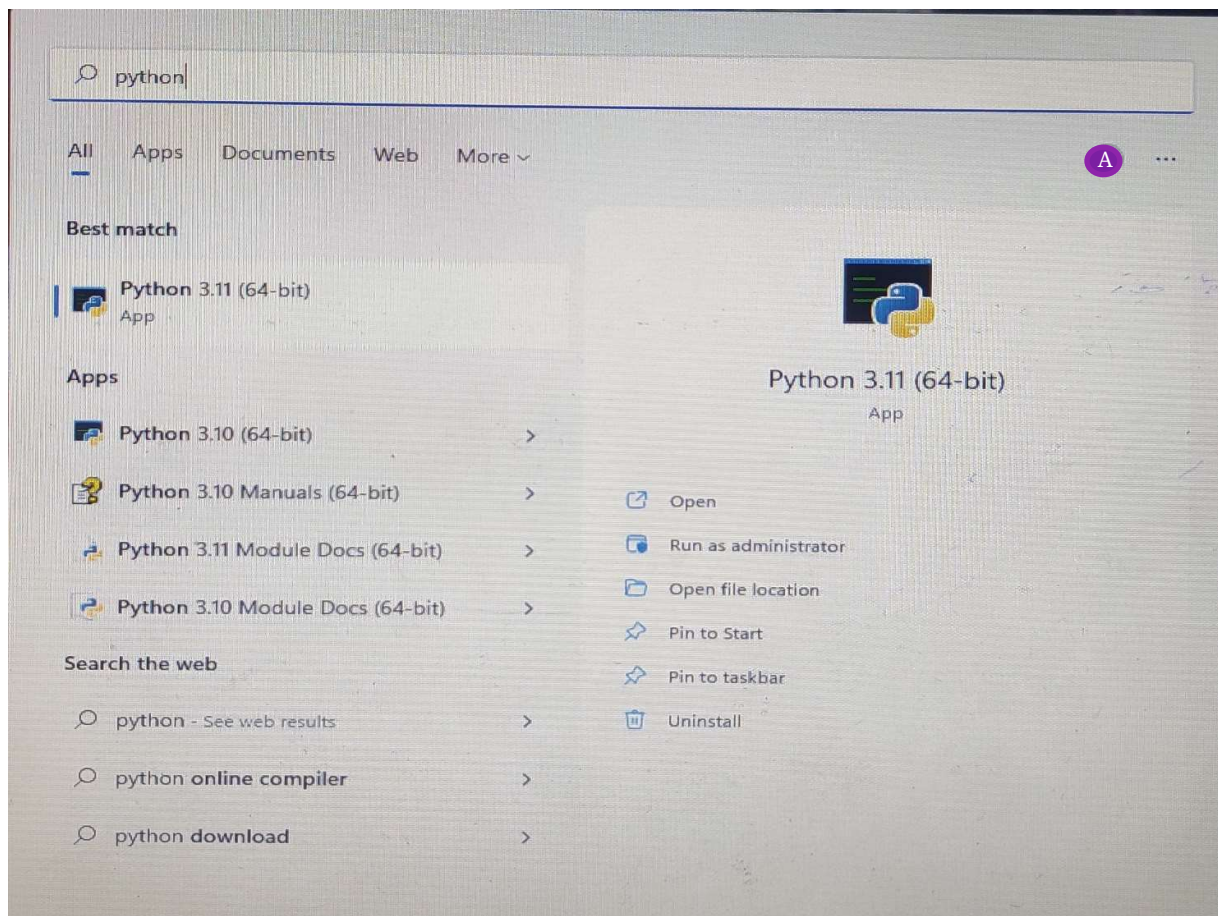 python
All Apps Documents Web More
A
Best match
Python 3.11 (64-bit)
App
Apps
Python 3.10 (64-bit)
Python 3.10 Manuals (64-bit)
Python 3.11 Module Docs (64-bit)
Python 3.10 Module Docs (64-bit)
Search the web
python - See web results
python online compiler
python download
Python 3.11 (64-bit)
App
Open
Run as administrator
Open file location
Pin to Start
Pin to taskbar
Uninstall